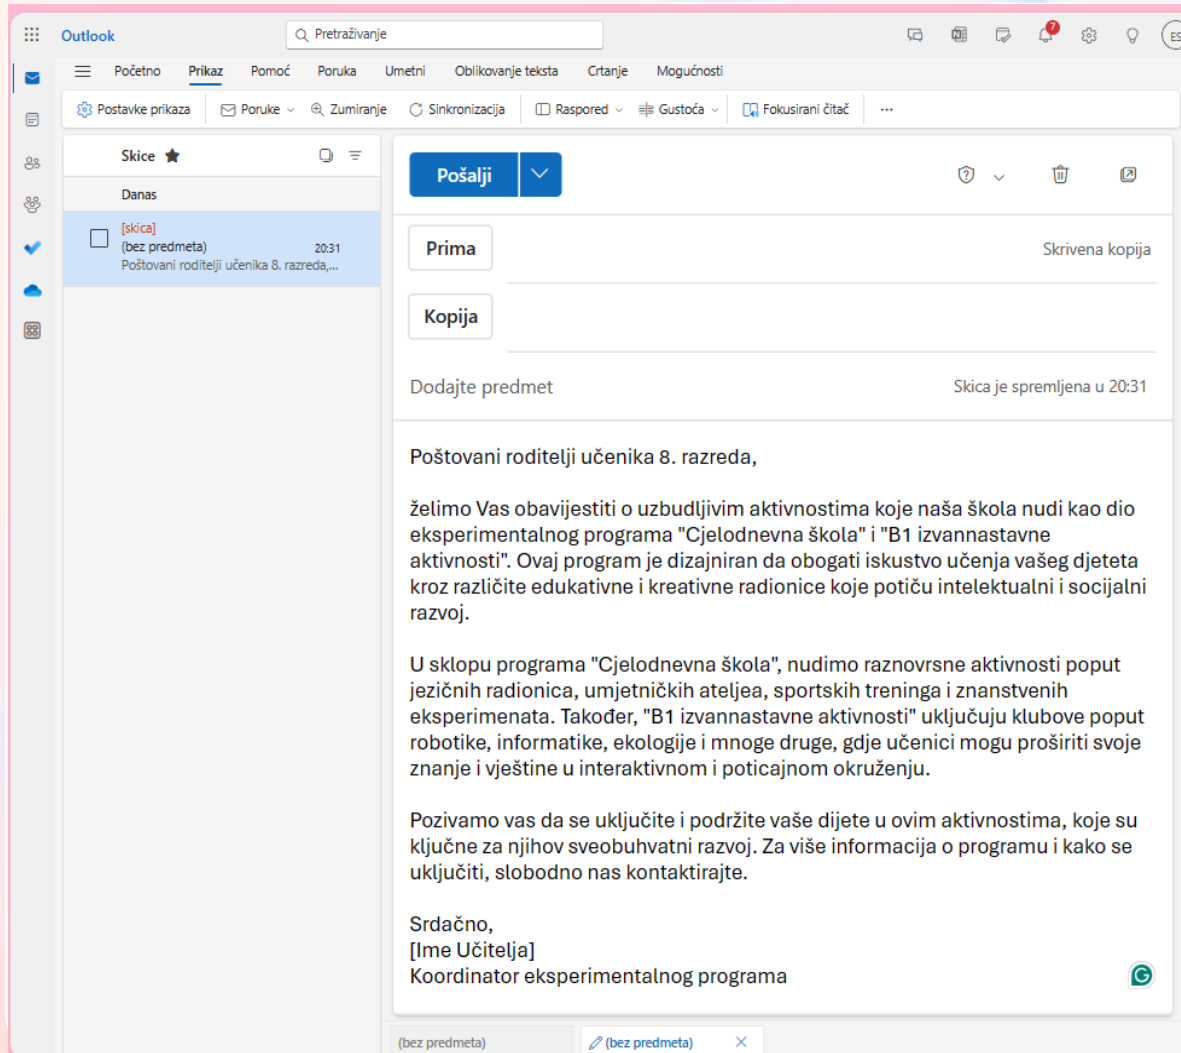 Outlook
Pretraživanje
7
ES
Početno Prikaz Pomoć Poruka Umetni Oblikovanje teksta Crtanje Mogućnosti
Postavke prikaza Poruke Zumiranje Sinkronizacija Raspored Gustoća Fokusirani čitač ...
Skice
Danas
[skica]
(bez predmeta) 20:31
Poštovani roditelji učenika 8. razreda,...
Pošalji
Prima
Skrivena kopija
Kopija
Dodajte predmet
Skica je spremljena u 20:31
Poštovani roditelji učenika 8. razreda,
želimo Vas obavijestiti o uzbudljivim aktivnostima koje naša škola nudi kao dio
eksperimentalnog programa "Cjelodnevna škola" i "B1 izvannastavne
aktivnosti". Ovaj program je dizajniran da obogati iskustvo učenja vašeg djeteta
kroz različite edukativne i kreativne radionice koje potiču intelektualni i socijalni
razvoj.
U sklopu programa "Cjelodnevna škola", nudimo raznovrsne aktivnosti poput
jezičnih radionica, umjetničkih ateljea, sportskih treninga i znanstvenih
eksperimenata. Također, "B1 izvannastavne aktivnosti" uključuju klubove poput
robotike, informatike, ekologije i mnoge druge, gdje učenici mogu proširiti svoje
znanje i vještine u interaktivnom i poticajnom okruženju.
Pozivamo vas da se uključite i podržite vaše dijete u ovim aktivnostima, koje su
ključne za njihov sveobuhvatni razvoj. Za više informacija o programu i kako se
uključiti, slobodno nas kontaktirajte.
Srdačno,
[Ime Učitelja]
Koordinator eksperimentalnog programa
(bez predmeta)
(bez predmeta)